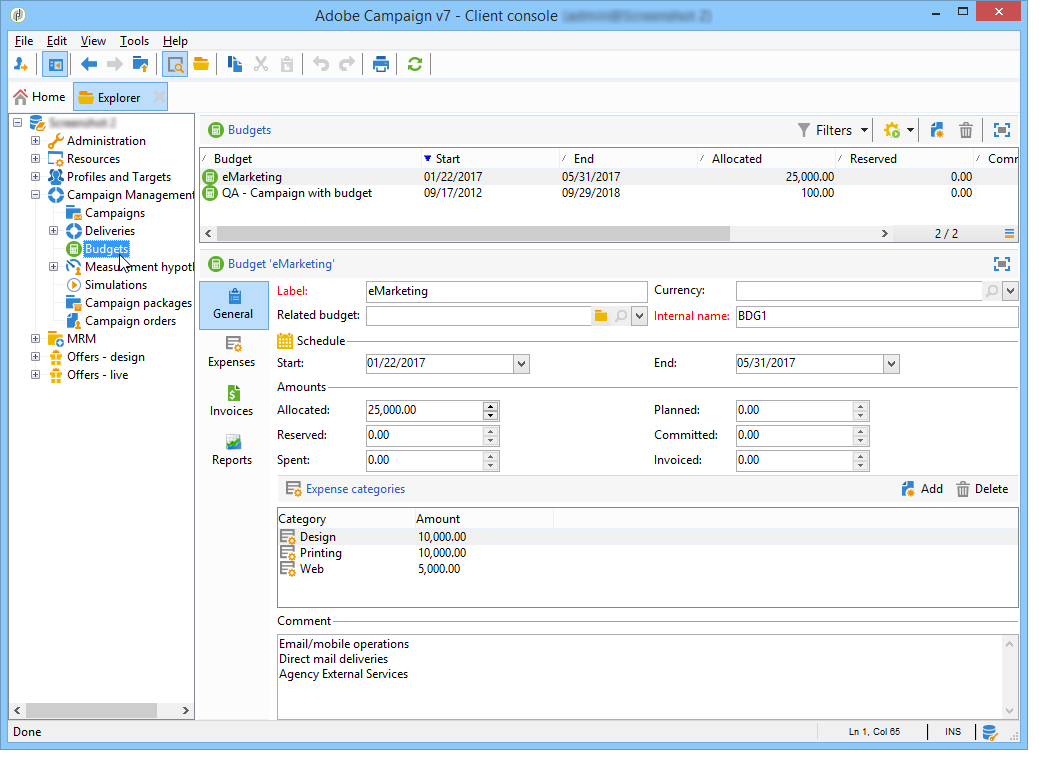 Adobe Campaign v7 - Client console
File Edit View Tools Help
Home Explorer
Administration
Resources
Profiles and Targets
Campaign Management
Campaigns
Deliveries
Budgets
Measurement hypotl
Simulations
Campaign packages
Campaign orders
MRM
Offers - design
Offers - live
Budgets Filters
Budget Start End Allocated Reserved Comr
eMarketing 01/22/2017 05/31/2017 25,000.00 0.00
QA - Campaign with budget 09/17/2012 09/29/2018 100.00 0.00
2 / 2
Budget 'eMarketing'
General
Expenses
Invoices
Reports
Label: eMarketing Currency:
Related budget: Internal name: BDG1
Schedule
Start: 01/22/2017 End: 05/31/2017
Amounts
Allocated: 25,000.00 Planned: 0.00
Reserved: 0.00 Committed: 0.00
Spent: 0.00 Invoiced: 0.00
Expense categories Add Delete
Category Amount
Design 10,000.00
Printing 10,000.00
Web 5,000.00
Comment
Email/mobile operations
Direct mail deliveries
Agency External Services
Done Ln 1, Col 65 INS